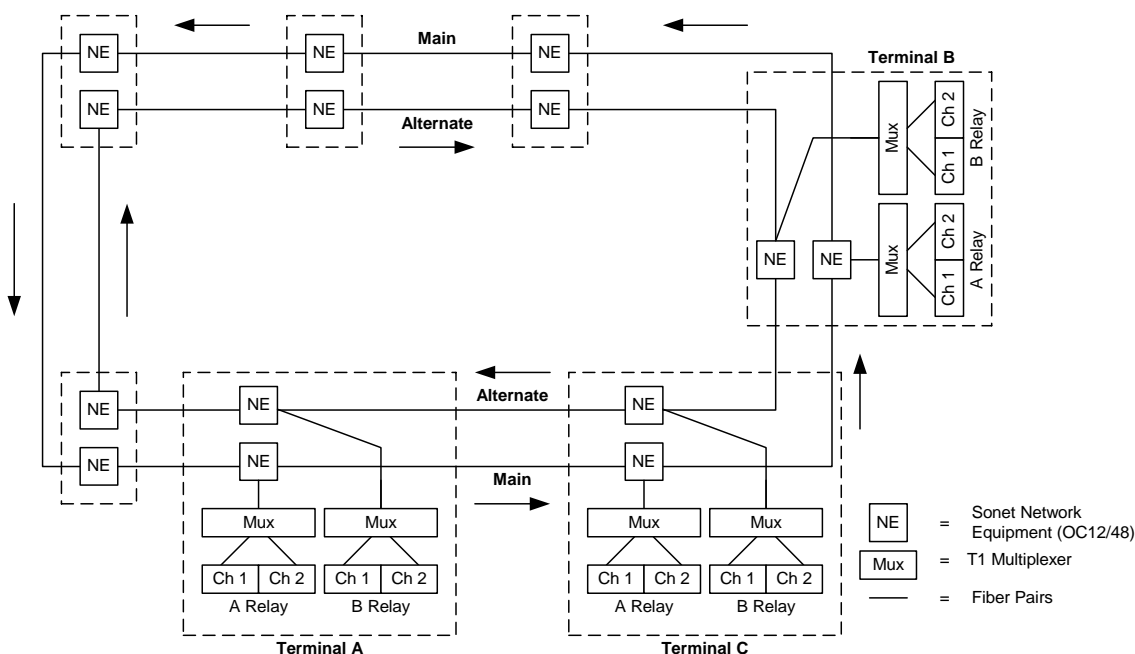 NE
NE
Main
NE
Terminal B
NE
NE
Alternate
NE
Mux
Ch 2
Ch 1
B Relay
NE
NE
Mux
Ch 2
Ch 1
A Relay
NE
NE
Alternate
NE
NE
NE
Main
NE
Mux
Mux
Ch 1
Ch 2
Ch 1
Ch 2
A Relay
B Relay
Terminal A
Mux
Mux
Ch 1
Ch 2
Ch 1
Ch 2
A Relay
B Relay
Terminal C
NE
=
Sonet Network
Equipment (OC12/48)
Mux
=
T1 Multiplexer
=
Fiber Pairs